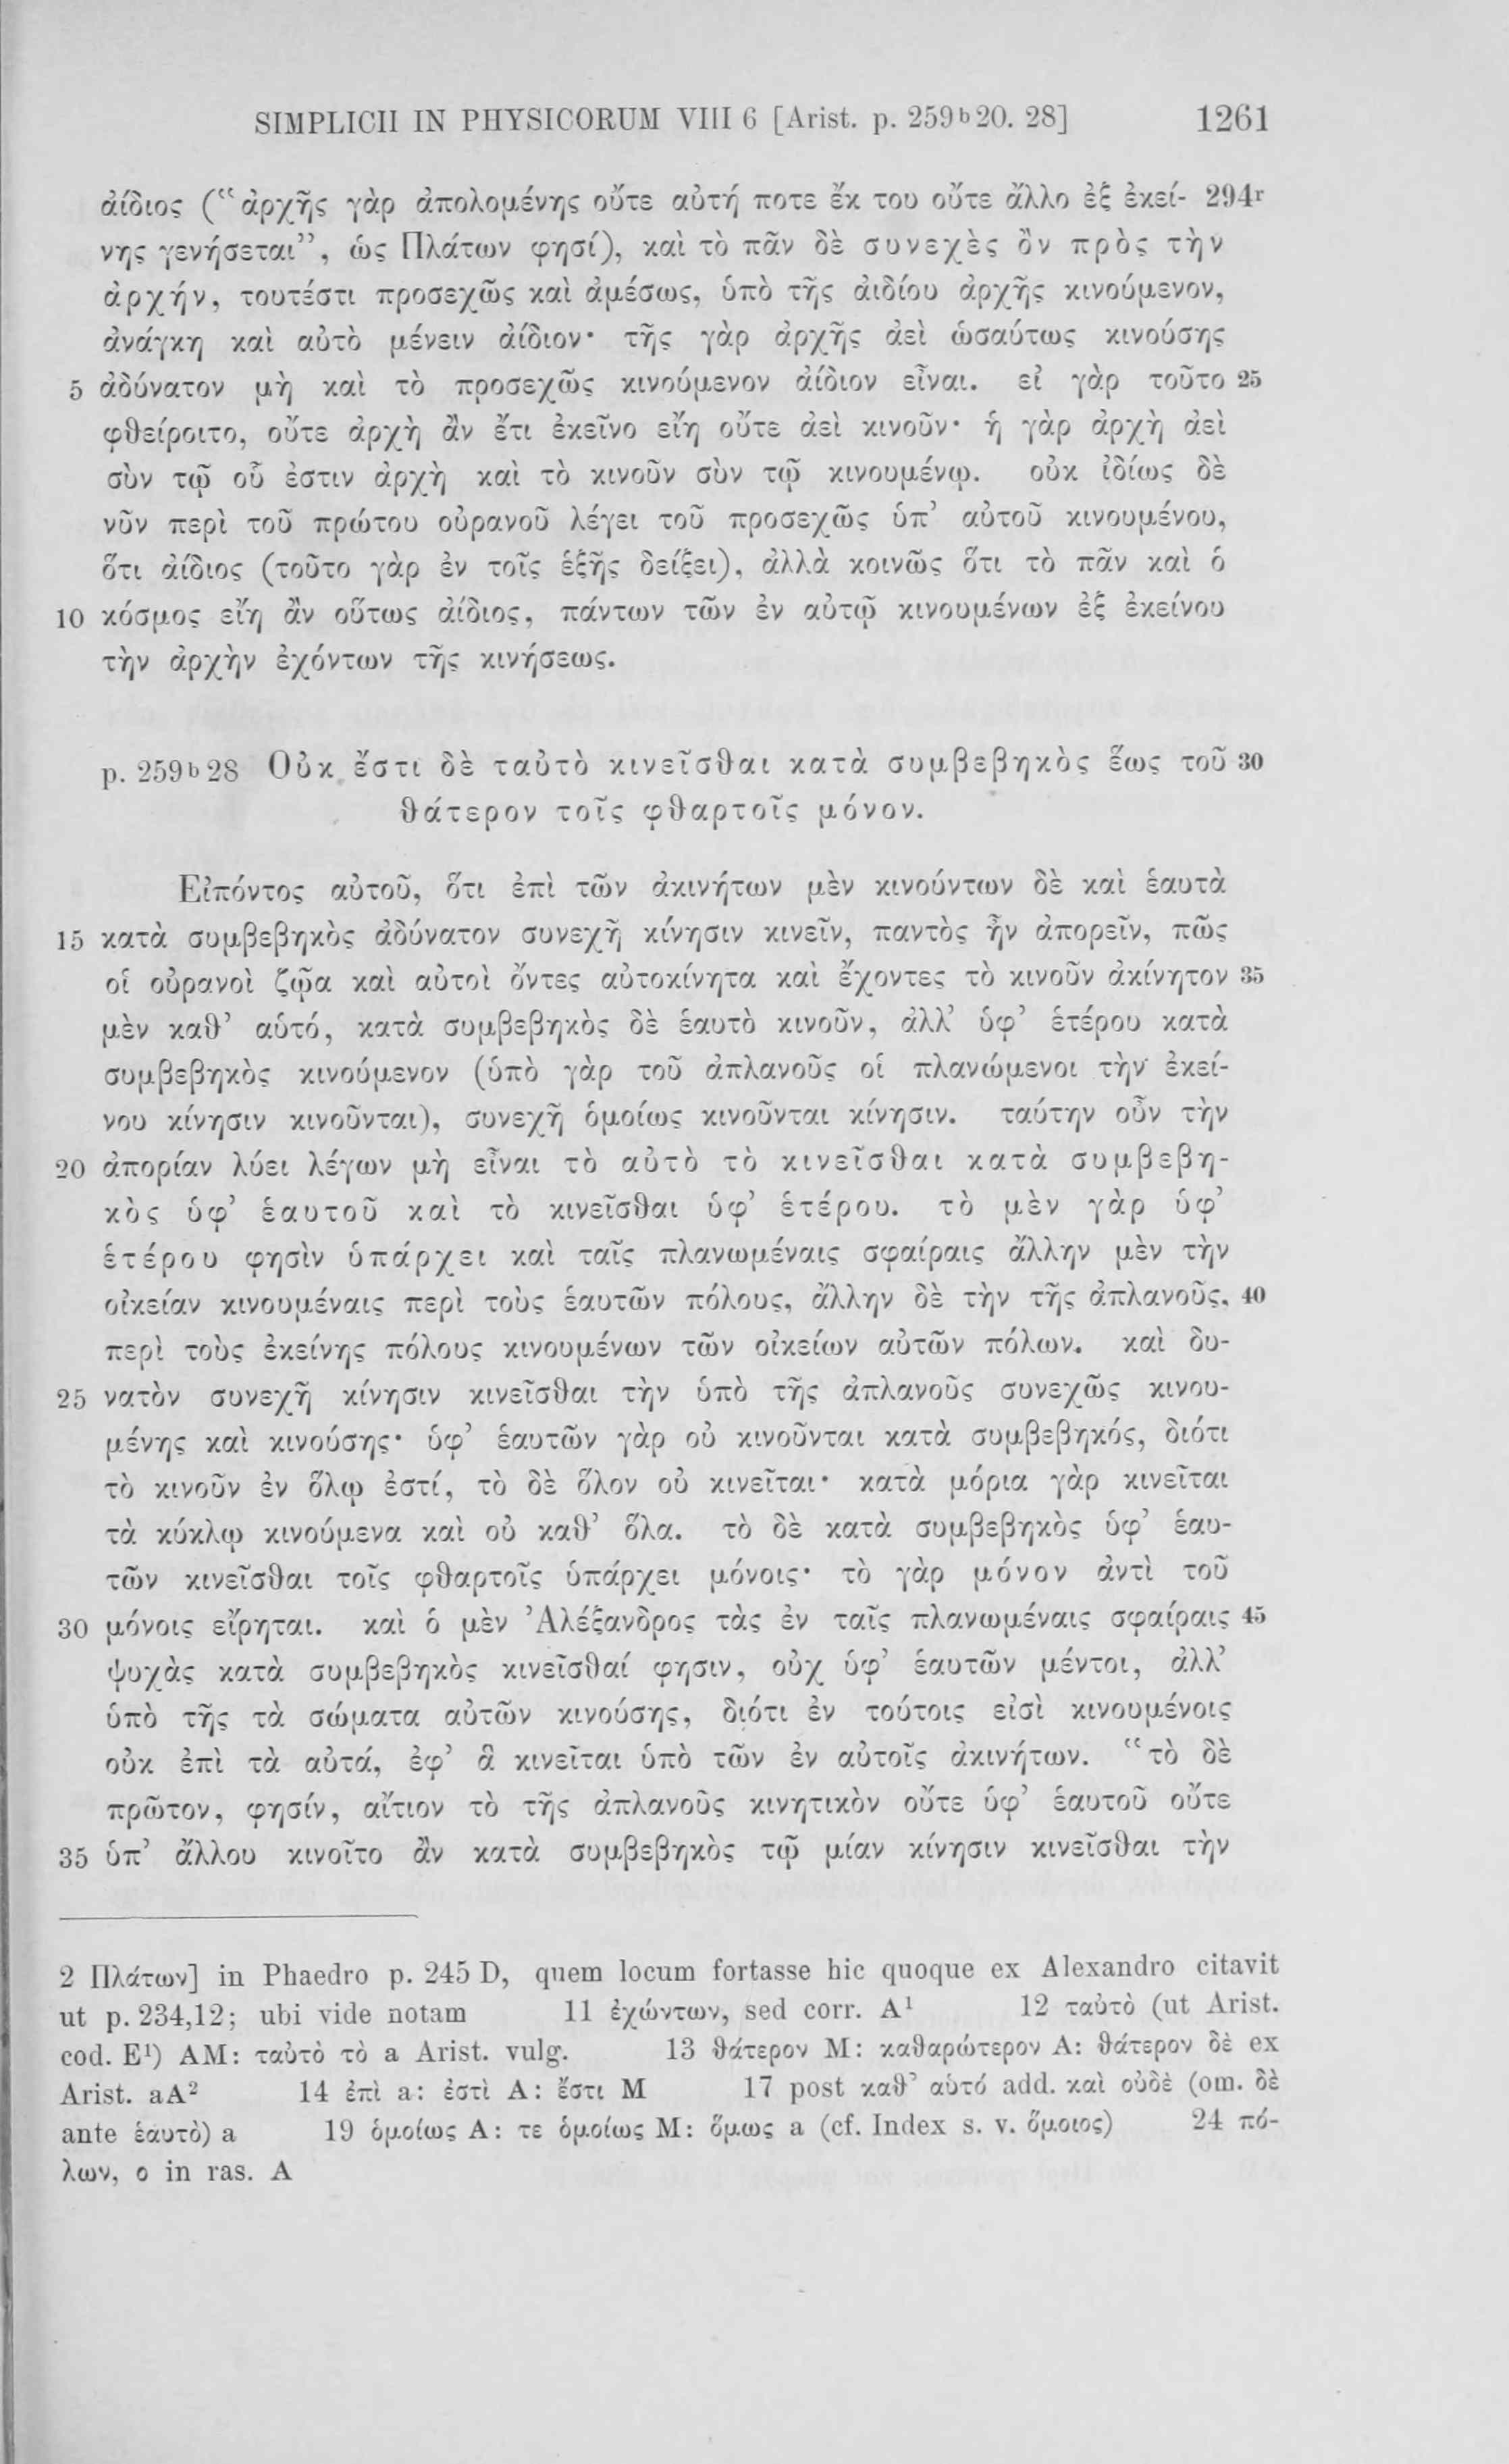 SIMPLICII IN PHYSICORUM VIII 6 [Arist. p. 259ᵇ20. 28] 1261
ἀίδιος (“ἀρχῆς γὰρ ἀπολομένης οὔτε αὐτή ποτε ἔκ του οὔτε ἄλλο ἐξ ἐκεί- 294ʳ
νης γενήσεται”, ὡς Πλάτων φησί), καὶ τὸ πᾶν δὲ συνεχὲς ὂν πρὸς τὴν
ἀρχήν, τουτέστι προσεχῶς καὶ ἀμέσως, ὑπὸ τῆς ἀιδίου ἀρχῆς κινούμενον,
ἀνάγκη καὶ αὐτὸ μένειν ἀίδιον· τῆς γὰρ ἀρχῆς ἀεὶ ὡσαύτως κινούσης
5 ἀδύνατον μὴ καὶ τὸ προσεχῶς κινούμενον ἀίδιον εἶναι. εἰ γὰρ τοῦτο 25
φθείροιτο, οὔτε ἀρχὴ ἂν ἔτι ἐκεῖνο εἴη οὔτε ἀεὶ κινοῦν· ἡ γὰρ ἀρχὴ ἀεὶ
σὺν τῷ οὗ ἐστιν ἀρχὴ καὶ τὸ κινοῦν σὺν τῷ κινουμένῳ. οὐκ ἰδίως δὲ
νῦν περὶ τοῦ πρώτου οὐρανοῦ λέγει τοῦ προσεχῶς ὑπ’ αὐτοῦ κινουμένου,
ὅτι ἀίδιος (τοῦτο γὰρ ἐν τοῖς ἑξῆς δείξει), ἀλλὰ κοινῶς ὅτι τὸ πᾶν καὶ ὁ
10 κόσμος εἴη ἂν οὕτως ἀίδιος, πάντων τῶν ἐν αὐτῷ κινουμένων ἐξ ἐκείνου
τὴν ἀρχὴν ἐχόντων τῆς κινήσεως.
p. 259ᵇ28 Οὐκ ἔστι δὲ ταὐτὸ κινεῖσθαι κατὰ συμβεβηκὸς ἕως τοῦ 30
θάτερον τοῖς φθαρτοῖς μόνον.
Εἰπόντος αὐτοῦ, ὅτι ἐπὶ τῶν ἀκινήτων μὲν κινούντων δὲ καὶ ἑαυτὰ
15 κατὰ συμβεβηκὸς ἀδύνατον συνεχῆ κίνησιν κινεῖν, παντὸς ἦν ἀπορεῖν, πῶς
οἱ οὐρανοὶ ζῷα καὶ αὐτοὶ ὄντες αὐτοκίνητα καὶ ἔχοντες τὸ κινοῦν ἀκίνητον 35
μὲν καθ’ αὑτό, κατὰ συμβεβηκὸς δὲ ἑαυτὸ κινοῦν, ἀλλ’ ὑφ’ ἑτέρου κατὰ
συμβεβηκὸς κινούμενον (ὑπὸ γὰρ τοῦ ἀπλανοῦς οἱ πλανώμενοι τὴν ἐκεί-
νου κίνησιν κινοῦνται), συνεχῆ ὁμοίως κινοῦνται κίνησιν. ταύτην οὖν τὴν
20 ἀπορίαν λύει λέγων μὴ εἶναι τὸ αὐτὸ τὸ κινεῖσθαι κατὰ συμβεβη-
κὸς ὑφ’ ἑαυτοῦ καὶ τὸ κινεῖσθαι ὑφ’ ἑτέρου. τὸ μὲν γὰρ ὑφ’
ἑτέρου φησὶν ὑπάρχει καὶ ταῖς πλανωμέναις σφαίραις ἄλλην μὲν τὴν
οἰκείαν κινουμέναις περὶ τοὺς ἑαυτῶν πόλους, ἄλλην δὲ τὴν τῆς ἀπλανοῦς, 40
περὶ τοὺς ἐκείνης πόλους κινουμένων τῶν οἰκείων αὐτῶν πόλων. καὶ δυ-
25 νατὸν συνεχῆ κίνησιν κινεῖσθαι τὴν ὑπὸ τῆς ἀπλανοῦς συνεχῶς κινου-
μένης καὶ κινούσης· ὑφ’ ἑαυτῶν γὰρ οὐ κινοῦνται κατὰ συμβεβηκός, διότι
τὸ κινοῦν ἐν ὅλῳ ἐστί, τὸ δὲ ὅλον οὐ κινεῖται· κατὰ μόρια γὰρ κινεῖται
τὰ κύκλῳ κινούμενα καὶ οὐ καθ’ ὅλα. τὸ δὲ κατὰ συμβεβηκὸς ὑφ’ ἑαυ-
τῶν κινεῖσθαι τοῖς φθαρτοῖς ὑπάρχει μόνοις· τὸ γὰρ μόνον ἀντὶ τοῦ
30 μόνοις εἴρηται. καὶ ὁ μὲν Ἀλέξανδρος τὰς ἐν ταῖς πλανωμέναις σφαίραις 45
ψυχὰς κατὰ συμβεβηκὸς κινεῖσθαί φησιν, οὐχ ὑφ’ ἑαυτῶν μέντοι, ἀλλ’
ὑπὸ τῆς τὰ σώματα αὐτῶν κινούσης, διότι ἐν τούτοις εἰσὶ κινουμένοις
οὐκ ἐπὶ τὰ αὐτά, ἐφ’ ἃ κινεῖται ὑπὸ τῶν ἐν αὐτοῖς ἀκινήτων. “τὸ δὲ
πρῶτον, φησίν, αἴτιον τὸ τῆς ἀπλανοῦς κινητικὸν οὔτε ὑφ’ ἑαυτοῦ οὔτε
35 ὑπ’ ἄλλου κινοῖτο ἂν κατὰ συμβεβηκὸς τῷ μίαν κίνησιν κινεῖσθαι τὴν
2 Πλάτων] in Phaedro p. 245 D, quem locum fortasse hic quoque ex Alexandro citavit
ut p. 234,12; ubi vide notam 11 ἐχώντων, sed corr. A¹ 12 ταὐτὸ (ut Arist.
cod. E¹) AM: ταὐτὸ τὸ a Arist. vulg. 13 θάτερον M: καθαρώτερον A: θάτερον δὲ ex
Arist. aA² 14 ἐπὶ a: ἐστὶ A: ἔστι M 17 post καθ’ αὑτό add. καὶ οὐδὲ (om. δὲ
ante ἑαυτὸ) a 19 ὁμοίως A: τε ὁμοίως M: ὅμως a (cf. Index s. v. ὅμοιος) 24 πό-
λων, ο in ras. A